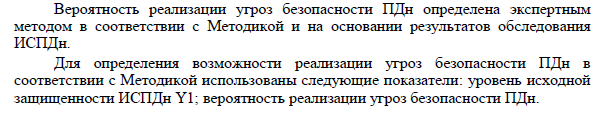 Вероятность реализации угроз безопасности ПДн определена экспертным
методом в соответствии с Методикой и на основании результатов обследования
ИСПДн.
Для определения возможности реализации угроз безопасности ПДн в
соответствии с Методикой использованы следующие показатели: уровень исходной
защищенности ИСПДн Y1; вероятность реализации угроз безопасности ПДн.